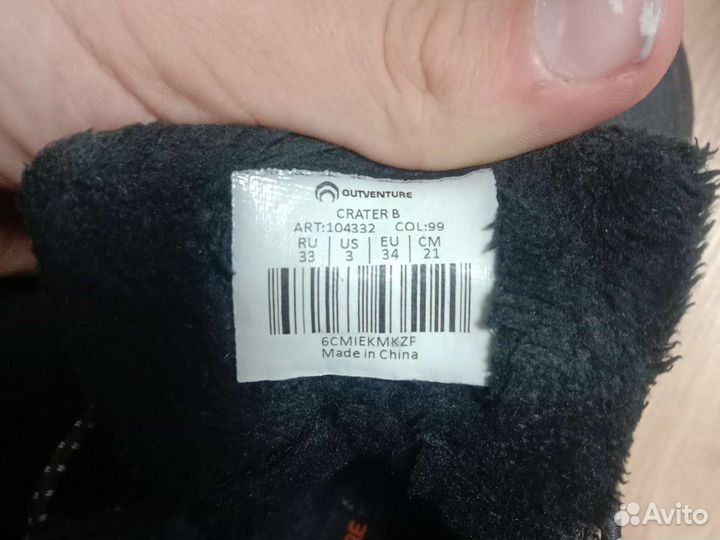 OUTVENTURE
CRATER B
ART:104332 COL:99
RU US EU CM
33 3 34 21
6CMIEKMKZF
Made in China
RE
Avito